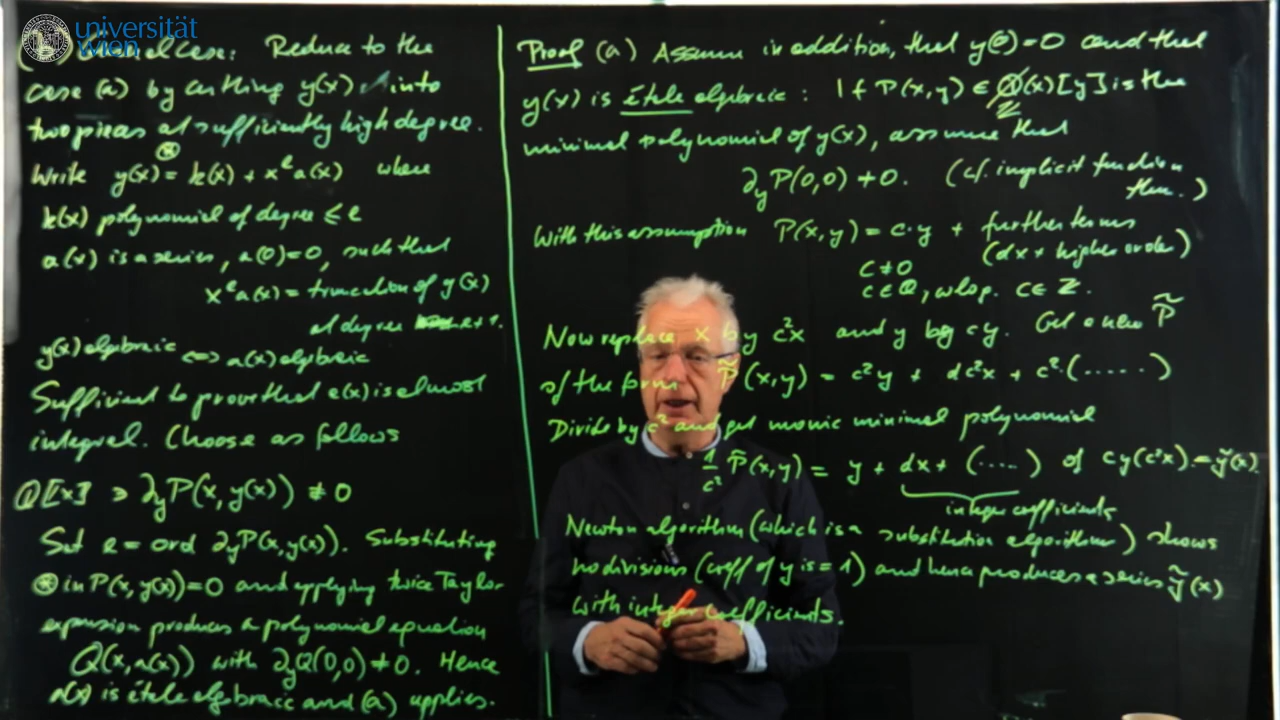 universität
wien
General case: Reduce to the
case (a) by cutting y(x) into
two pieces at sufficiently high degree.
Write y(x) = k(x) + x^e a(x) where
k(x) polynomial of degree ≤ e
a(x) is a series, a(0)=0, such that
x^e a(x) = truncation of y(x)
at degree e+1.
y(x) algebraic ⟺ a(x) algebraic
Sufficient to prove that a(x) is almost
integral. Choose as follows
Q[[x]] ∋ ∂yP(x, y(x)) ≠ 0
Set e = ord ∂yP(x, y(x)). Substituting
⊛ in P(x, y(x)) = 0 and applying twice Taylor
expansion produces a polynomial equation
Q(x, a(x)) with ∂yQ(0,0) ≠ 0. Hence
a(x) is étale algebraic and (a) applies.
Proof (a) Assume in addition, that y(0)=0 and that
y(x) is étale algebraic: If P(x,y) ∈ Z(x)[y] is the
minimal polynomial of y(x), assume that
∂yP(0,0) ≠ 0. (cf. implicit function
thm.)
With this assumption P(x,y) = c·y + further terms
(dx + higher order)
c ≠ 0
c ∈ Q, wlog. c ∈ Z.
Now replace x by c²x and y by cy. Get a new P̃
of the form P̃(x,y) = c²y + dc²x + c²·(.....)
Divide by c² and get monic minimal polynomial
1/c² P̃(x,y) = y + dx + (....) of cy(c²x).=ỹ(x).
integer coefficients
Newton algorithm (which is a substitution algorithm) shows
no divisions (coeff of y is = 1) and hence produces a series ỹ(x)
with integer coefficients.